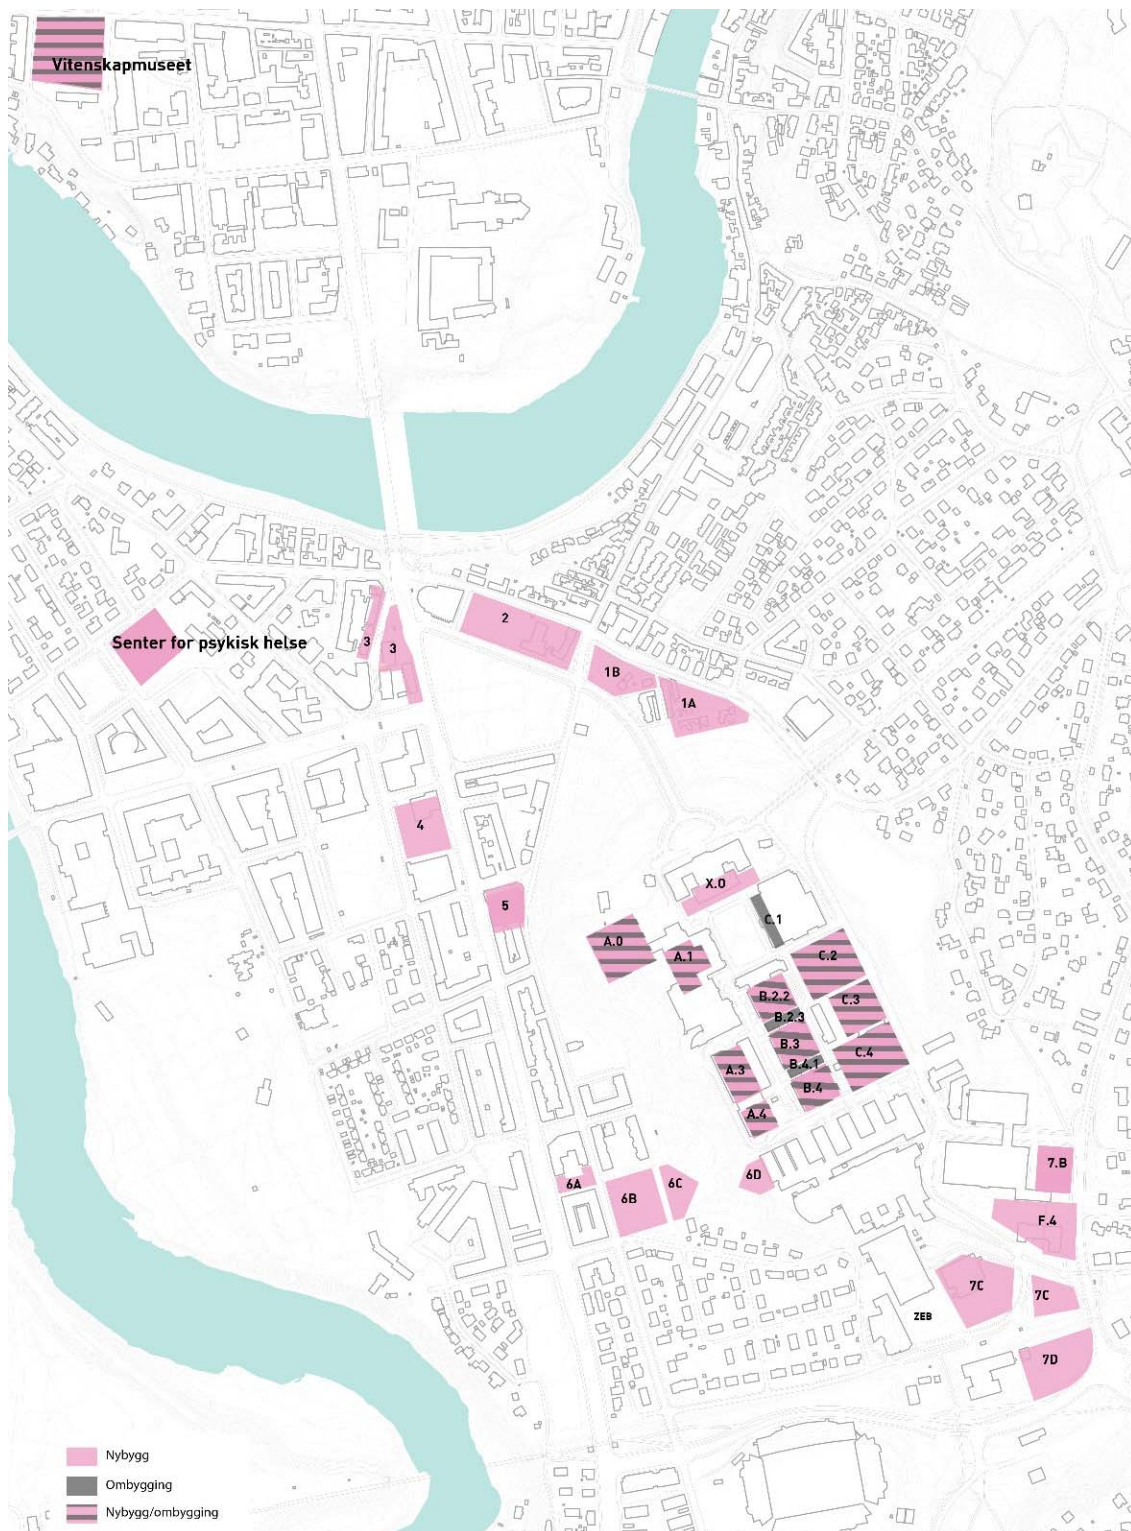 Vitenskapmuseet
Senter for psykisk helse
3
3
2
1B
1A
4
5
X.0
C.1
A.0
A.1
C.2
B.2.2
C.3
B.2.3
B.3
C.4
B.4.1
A.3
B.4
A.4
6A
6B
6C
6D
7.B
F.4
7C
7C
ZEB
7D
Nybygg
Ombygging
Nybygg/ombygging